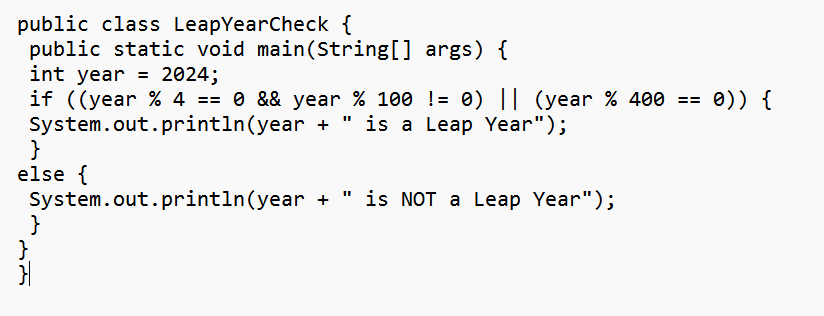 public class LeapYearCheck {
 public static void main(String[] args) {
 int year = 2024;
 if ((year % 4 == 0 && year % 100 != 0) || (year % 400 == 0)) {
 System.out.println(year + " is a Leap Year");
 }
else {
 System.out.println(year + " is NOT a Leap Year");
 }
}
}